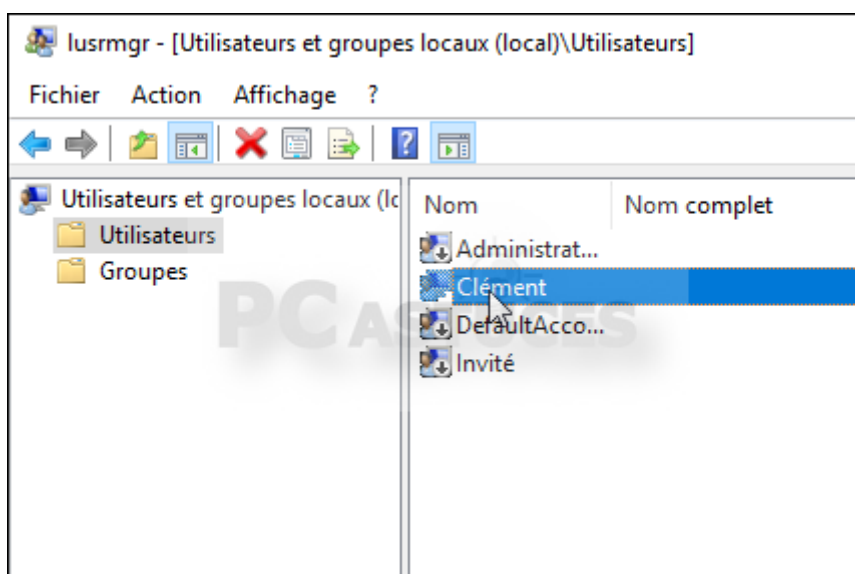 lusrmgr - [Utilisateurs et groupes locaux (local)\Utilisateurs]
Fichier Action Affichage ?
Utilisateurs et groupes locaux (lc
Utilisateurs
Groupes
Nom Nom complet
Administrat...
Clément
DefaultAcco...
Invité
PC ASTUCES